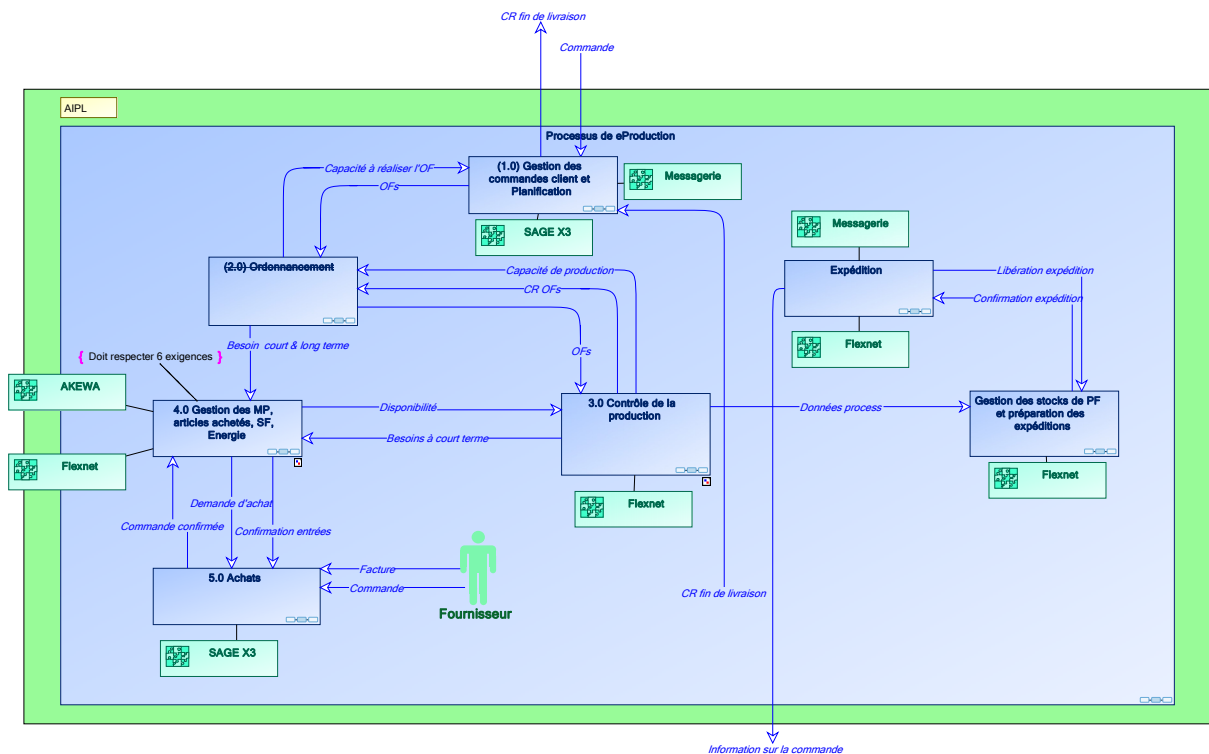 CR fin de livraison
Commande
AIPL
Processus de eProduction
(1.0) Gestion des
commandes client et
Planification
Capacité à réaliser l'OF
OFs
Messagerie
SAGE X3
Messagerie
(2.0) Ordonnancement
Capacité de production
CR OFs
Expédition
Libération expédition
Confirmation expédition
Flexnet
Besoin court & long terme
OFs
{ Doit respecter 6 exigences }
AKEWA
4.0 Gestion des MP,
articles achetés, SF,
Energie
Disponibilité
Besoins à court terme
3.0 Contrôle de la
production
Données process
Gestion des stocks de PF
et préparation des
expéditions
Flexnet
Flexnet
Flexnet
Demande d'achat
Commande confirmée
Confirmation entrées
5.0 Achats
Facture
Commande
Fournisseur
CR fin de livraison
SAGE X3
Information sur la commande